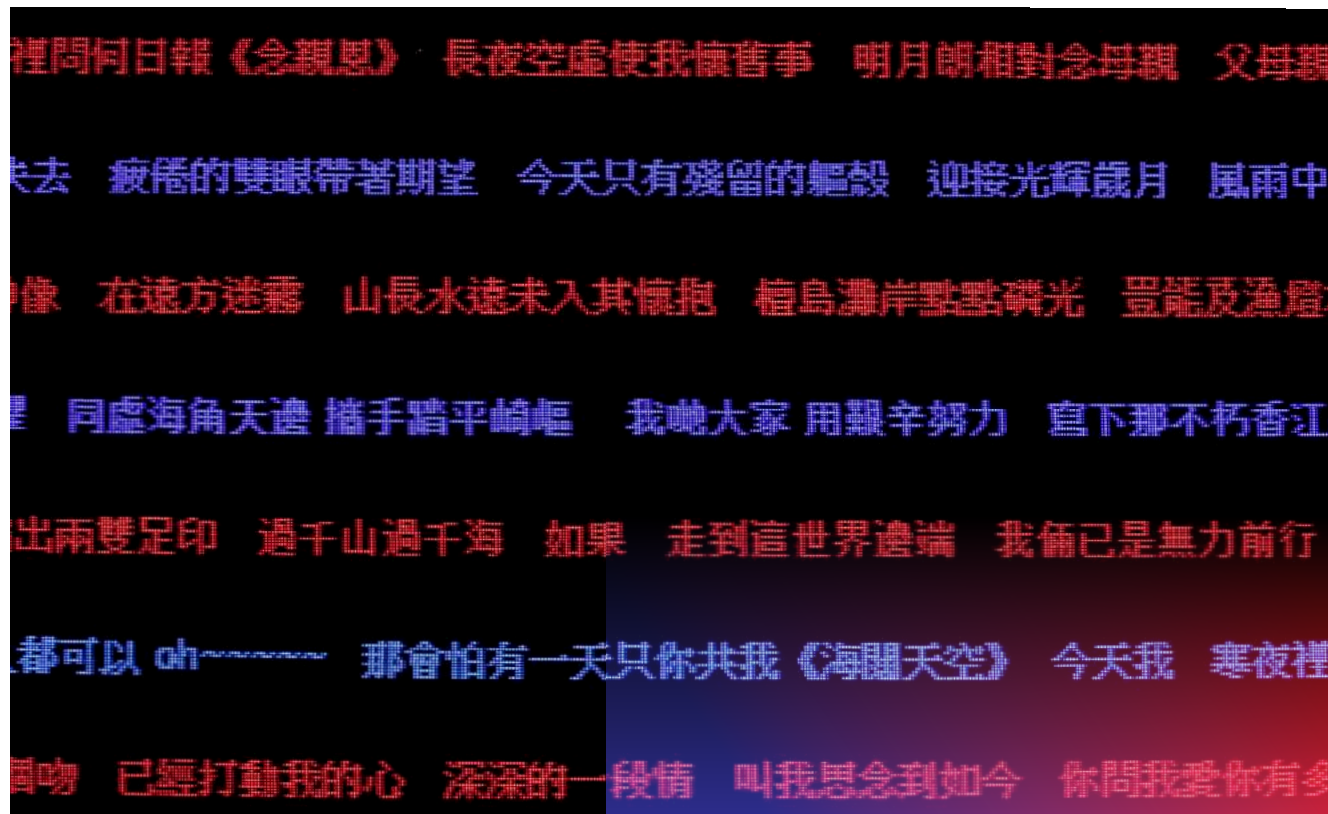 裡問何日報《念親恩》 長夜空虛使我懷舊事 明月朗相對念母親 父母親
失去 疲倦的雙眼帶著期望 今天只有殘留的軀殼 迎接光輝歲月 風雨中
像 在遠方迷霧 山長水遠未入其懷抱 檀島灘岸點點粼光 豈能及漁燈
同處海角天邊 攜手踏平崎嶇 我哋大家 用艱辛努力 寫下那不朽香江
出兩雙足印 過千山過千海 如果 走到這世界邊端 我倆已是無力前行
都可以 oh~~~~~~~ 那會怕有一天只你共我《海闊天空》 今天我 寒夜裡
個吻 已經打動我的心 深深的一段情 叫我思念到如今 你問我愛你有多